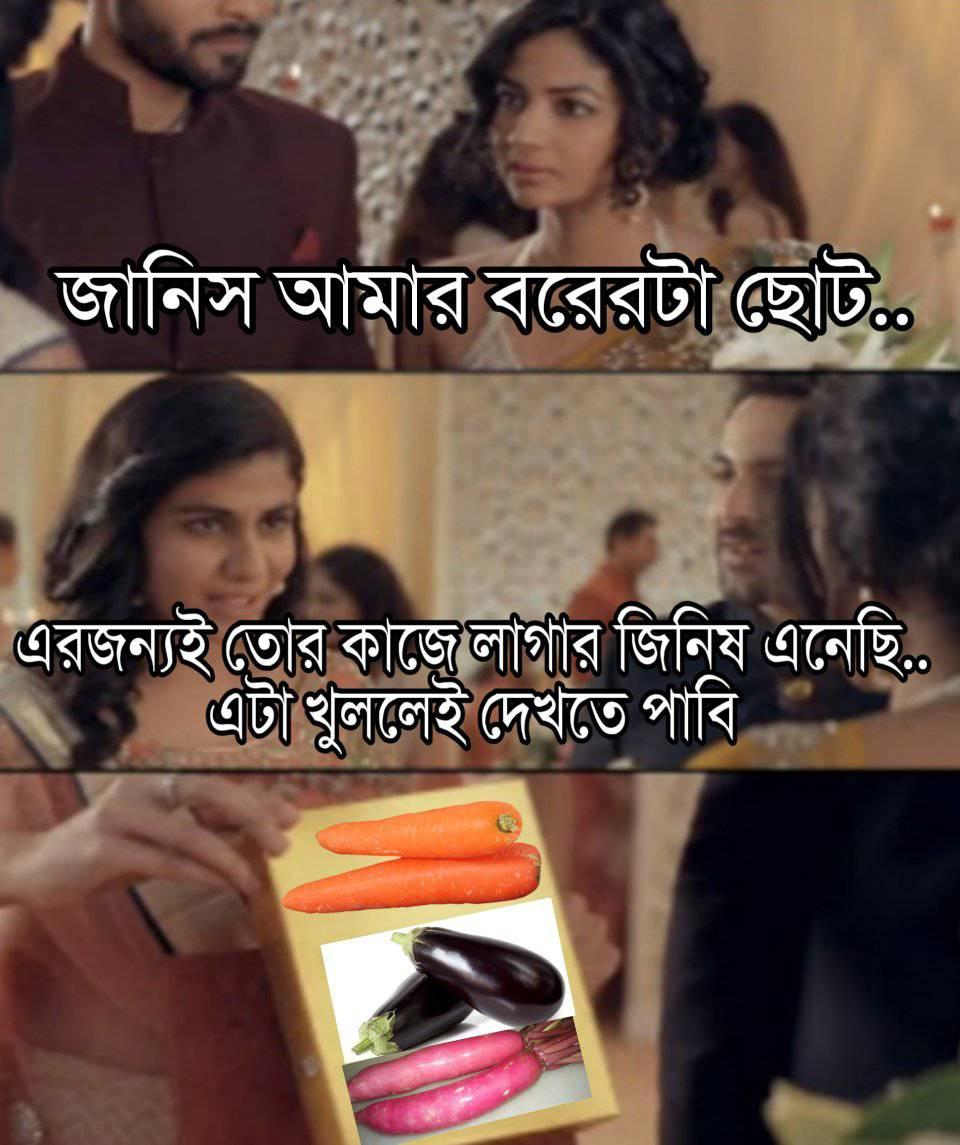 জানিস আমার বরেরটা ছোট..
এরজন্যই তোর কাজে লাগার জিনিষ এনেছি..
এটা খুললেই দেখতে পাবি